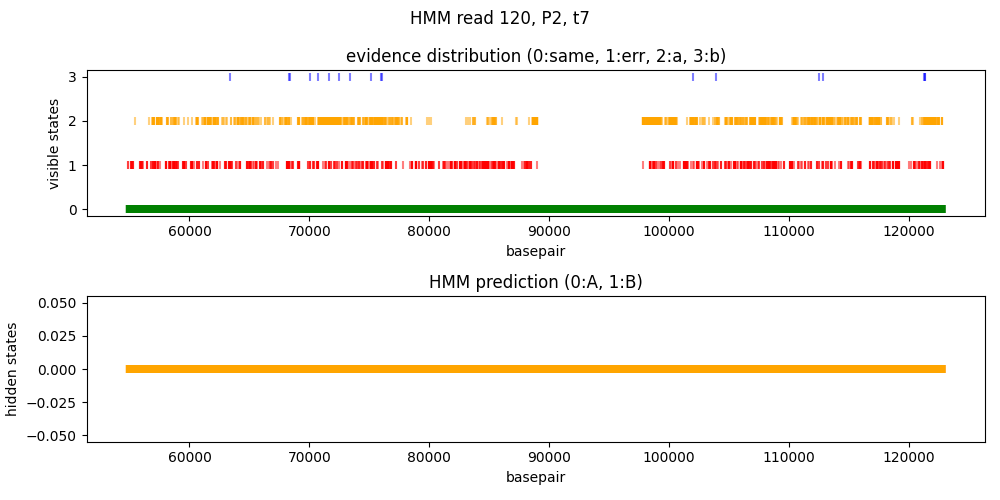 HMM read 120, P2, t7
evidence distribution (0:same, 1:err, 2:a, 3:b)
visible states
3
2
1
0
60000 70000 80000 90000 100000 110000 120000
basepair
HMM prediction (0:A, 1:B)
hidden states
0.050
0.025
0.000
−0.025
−0.050
60000 70000 80000 90000 100000 110000 120000
basepair